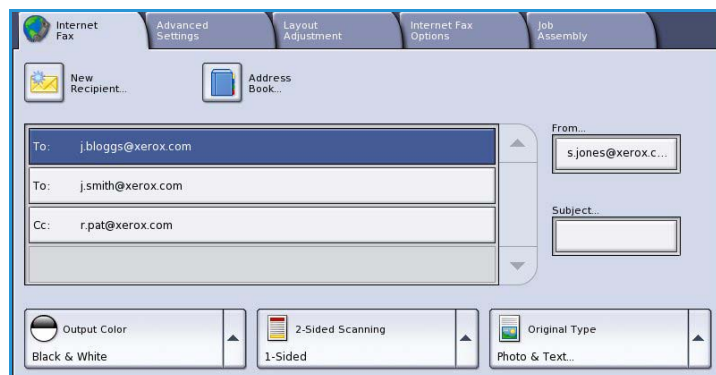 Internet
Fax
Advanced
Settings
Layout
Adjustment
Internet Fax
Options
Job
Assembly
New
Recipient...
Address
Book...
To: j.bloggs@xerox.com
To: j.smith@xerox.com
Cc: r.pat@xerox.com
From...
s.jones@xerox.c...
Subject...
Output Color
Black & White
2-Sided Scanning
1-Sided
Original Type
Photo & Text...